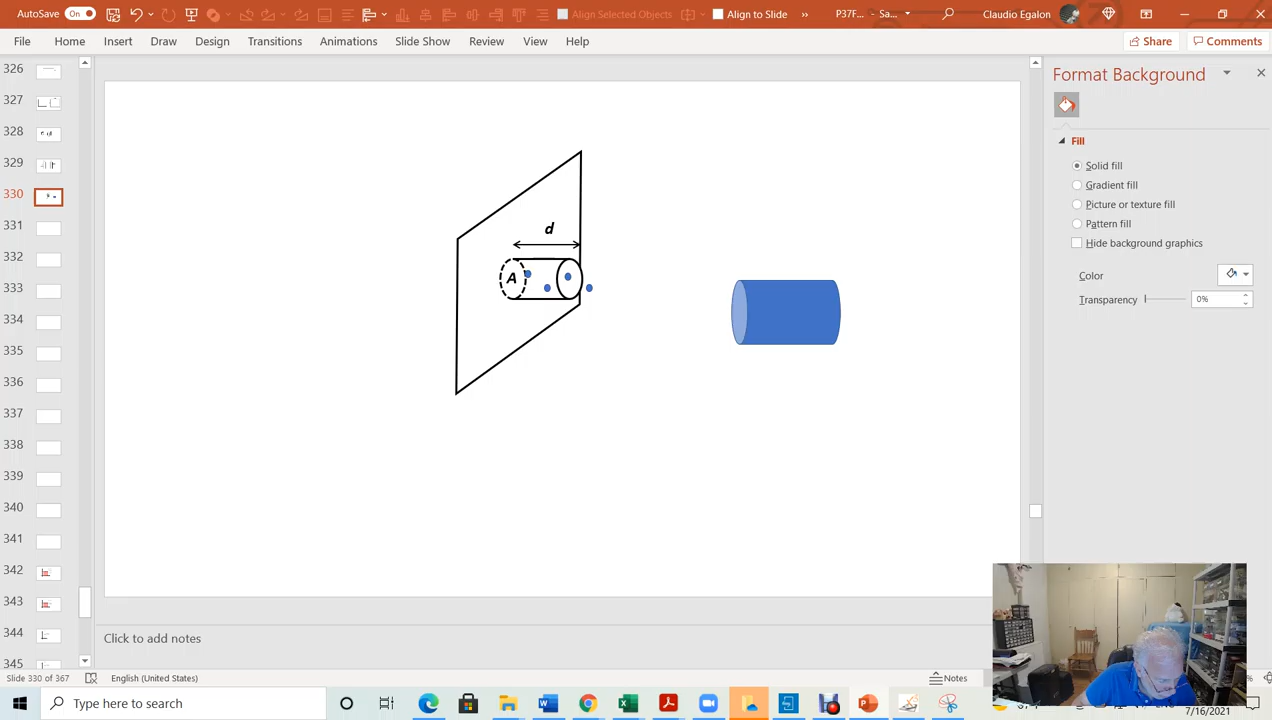 AutoSave On Align Selected Objects Align to Slide » P37F... - Sa... Claudio Egalon
File Home Insert Draw Design Transitions Animations Slide Show Review View Help Share Comments
326
327
328
329
330
331
332
333
334
335
336
337
338
339
340
341
342
343
344
345
d
A
Format Background
Fill
Solid fill
Gradient fill
Picture or texture fill
Pattern fill
Hide background graphics
Color
Transparency 0%
Click to add notes
Slide 330 of 367 English (United States) Notes %
Type here to search
7/16/2021